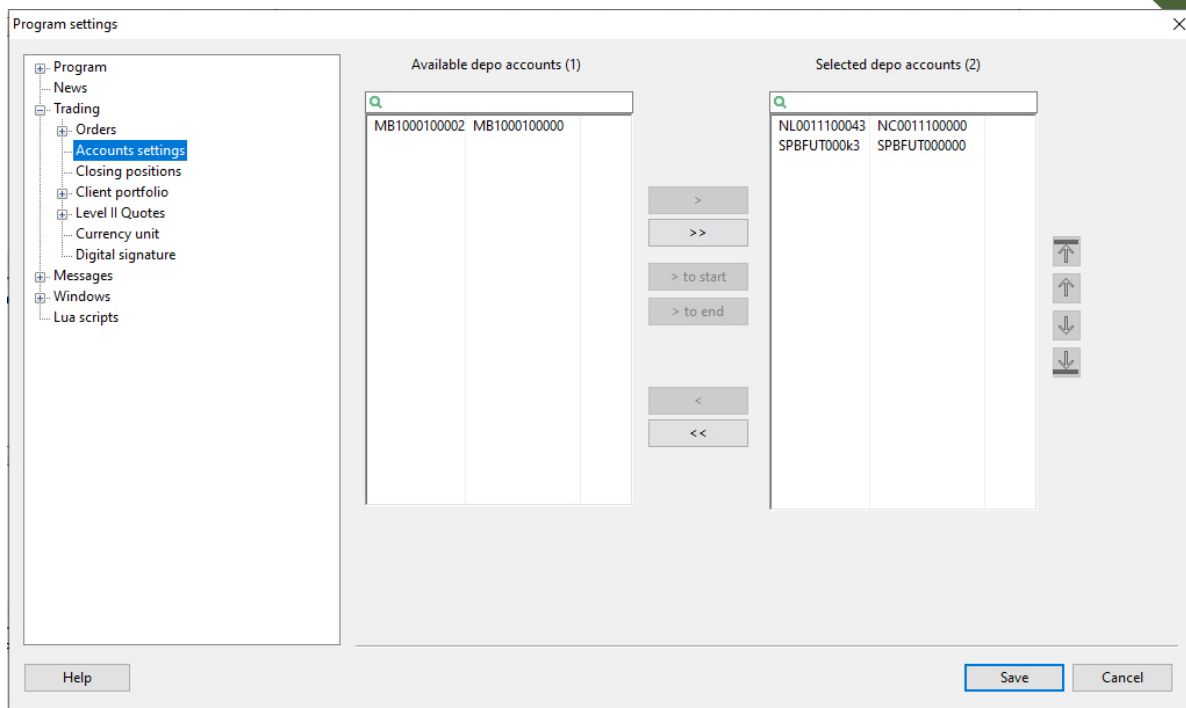 Program settings
Program
News
Trading
Orders
Accounts settings
Closing positions
Client portfolio
Level II Quotes
Currency unit
Digital signature
Messages
Windows
Lua scripts
Available depo accounts (1)
MB1000100002 MB1000100000
>
>>
> to start
> to end
<
<<
Selected depo accounts (2)
NL0011100043 NC0011100000
SPBFUT000k3 SPBFUT000000
Help
Save
Cancel